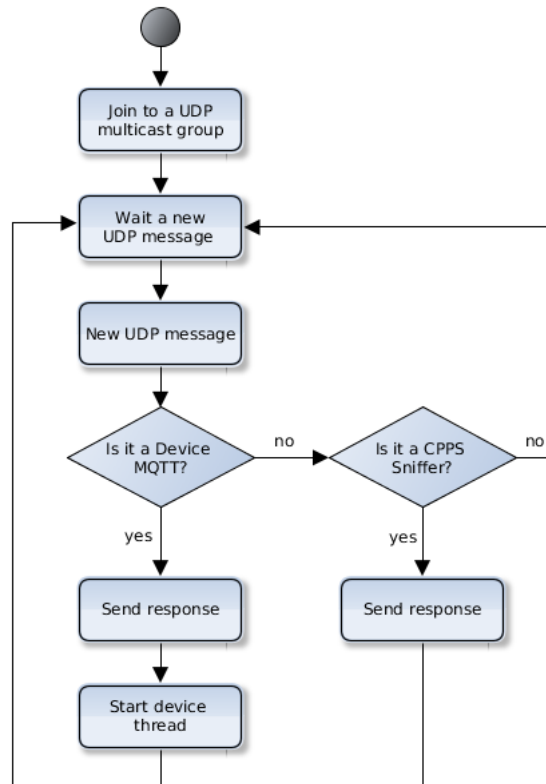 Join to a UDP
multicast group
Wait a new
UDP message
New UDP message
Is it a Device
MQTT?
no
Is it a CPPS
Sniffer?
no
yes
yes
Send response
Send response
Start device
thread